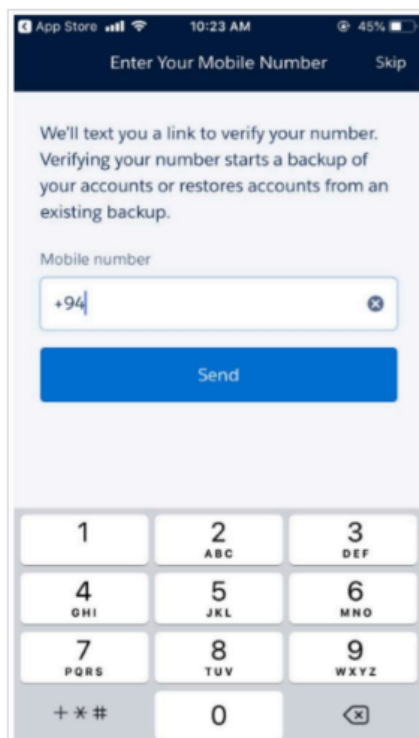 App Store 10:23 AM 45%
Enter Your Mobile Number Skip
We'll text you a link to verify your number.
Verifying your number starts a backup of
your accounts or restores accounts from an
existing backup.
Mobile number
+94
Send
1 2 3
ABC DEF
4 5 6
GHI JKL MNO
7 8 9
PQRS TUV WXYZ
+*# 0